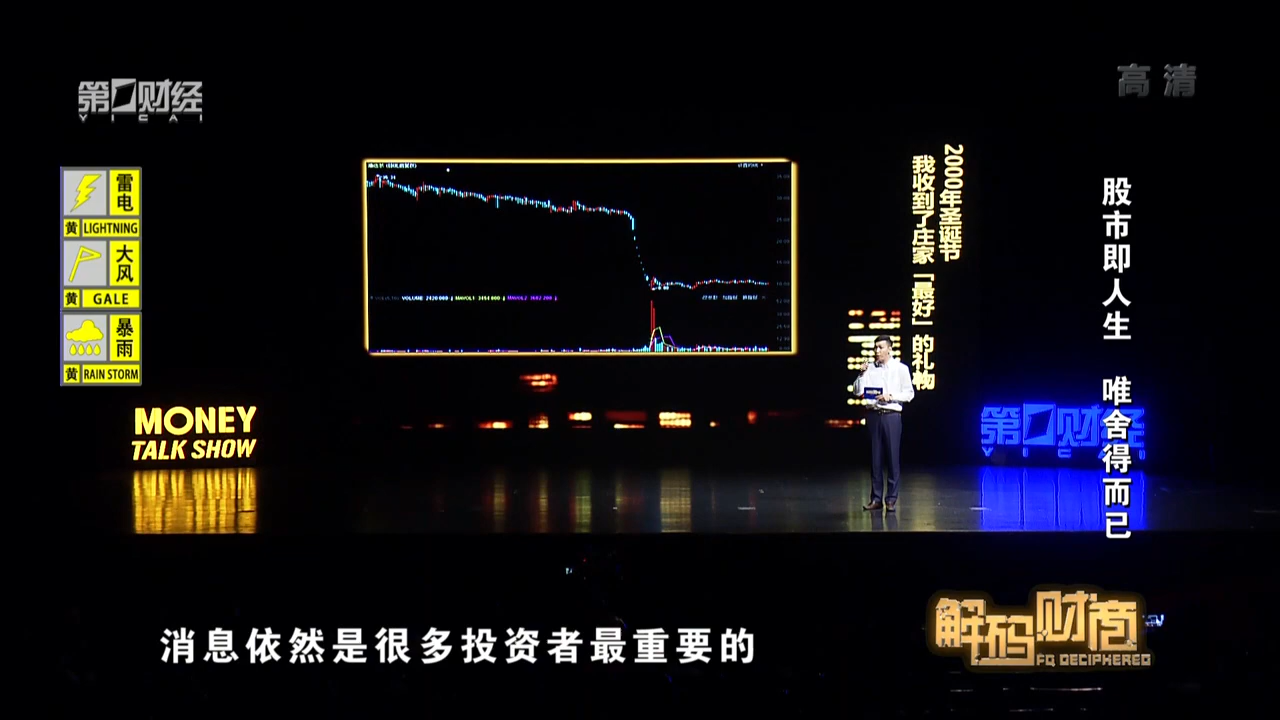 第一财经
YICAI
高清
雷电
黄 LIGHTNING
大风
黄 GALE
暴雨
黄 RAIN STORM
VOLUME
MAVOL1
MAVOL2
2000年圣诞节
我收到了庄家「最好」的礼物
股市即人生 唯舍得而已
MONEY
TALK SHOW
第一财经
YICAI
消息依然是很多投资者最重要的
解码财商
FQ DECIPHERED